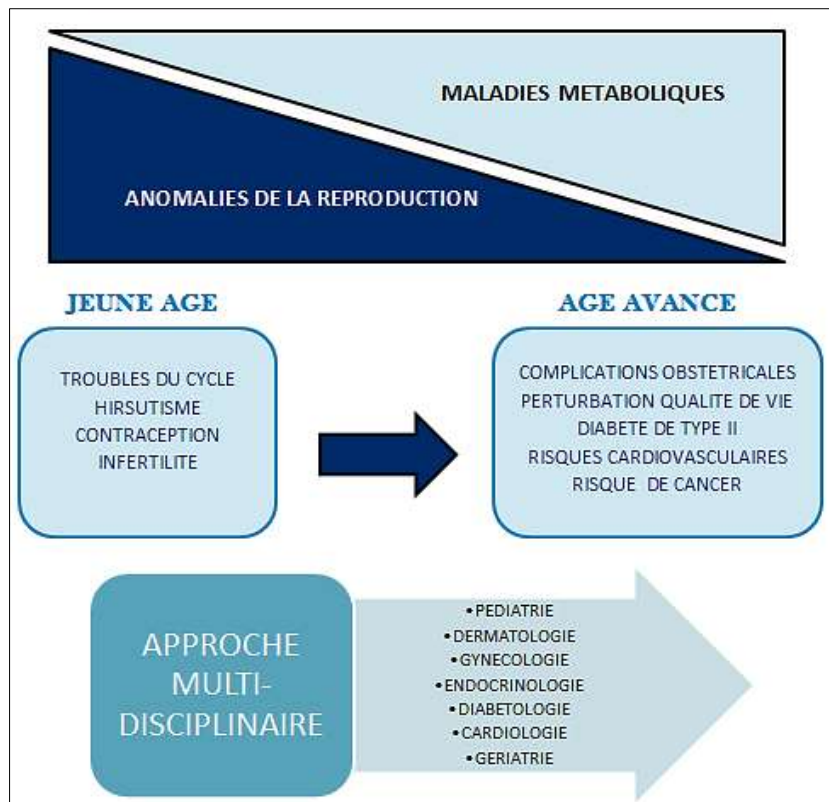 MALADIES METABOLIQUES
ANOMALIES DE LA REPRODUCTION
JEUNE AGE
TROUBLES DU CYCLE
HIRSUTISME
CONTRACEPTION
INFERTILITE
AGE AVANCE
COMPLICATIONS OBSTETRICALES
PERTURBATION QUALITE DE VIE
DIABETE DE TYPE II
RISQUES CARDIOVASCULAIRES
RISQUE DE CANCER
APPROCHE
MULTI-
DISCIPLINAIRE
•PEDIATRIE
•DERMATOLOGIE
•GYNECOLOGIE
•ENDOCRINOLOGIE
•DIABETOLOGIE
•CARDIOLOGIE
•GERIATRIE